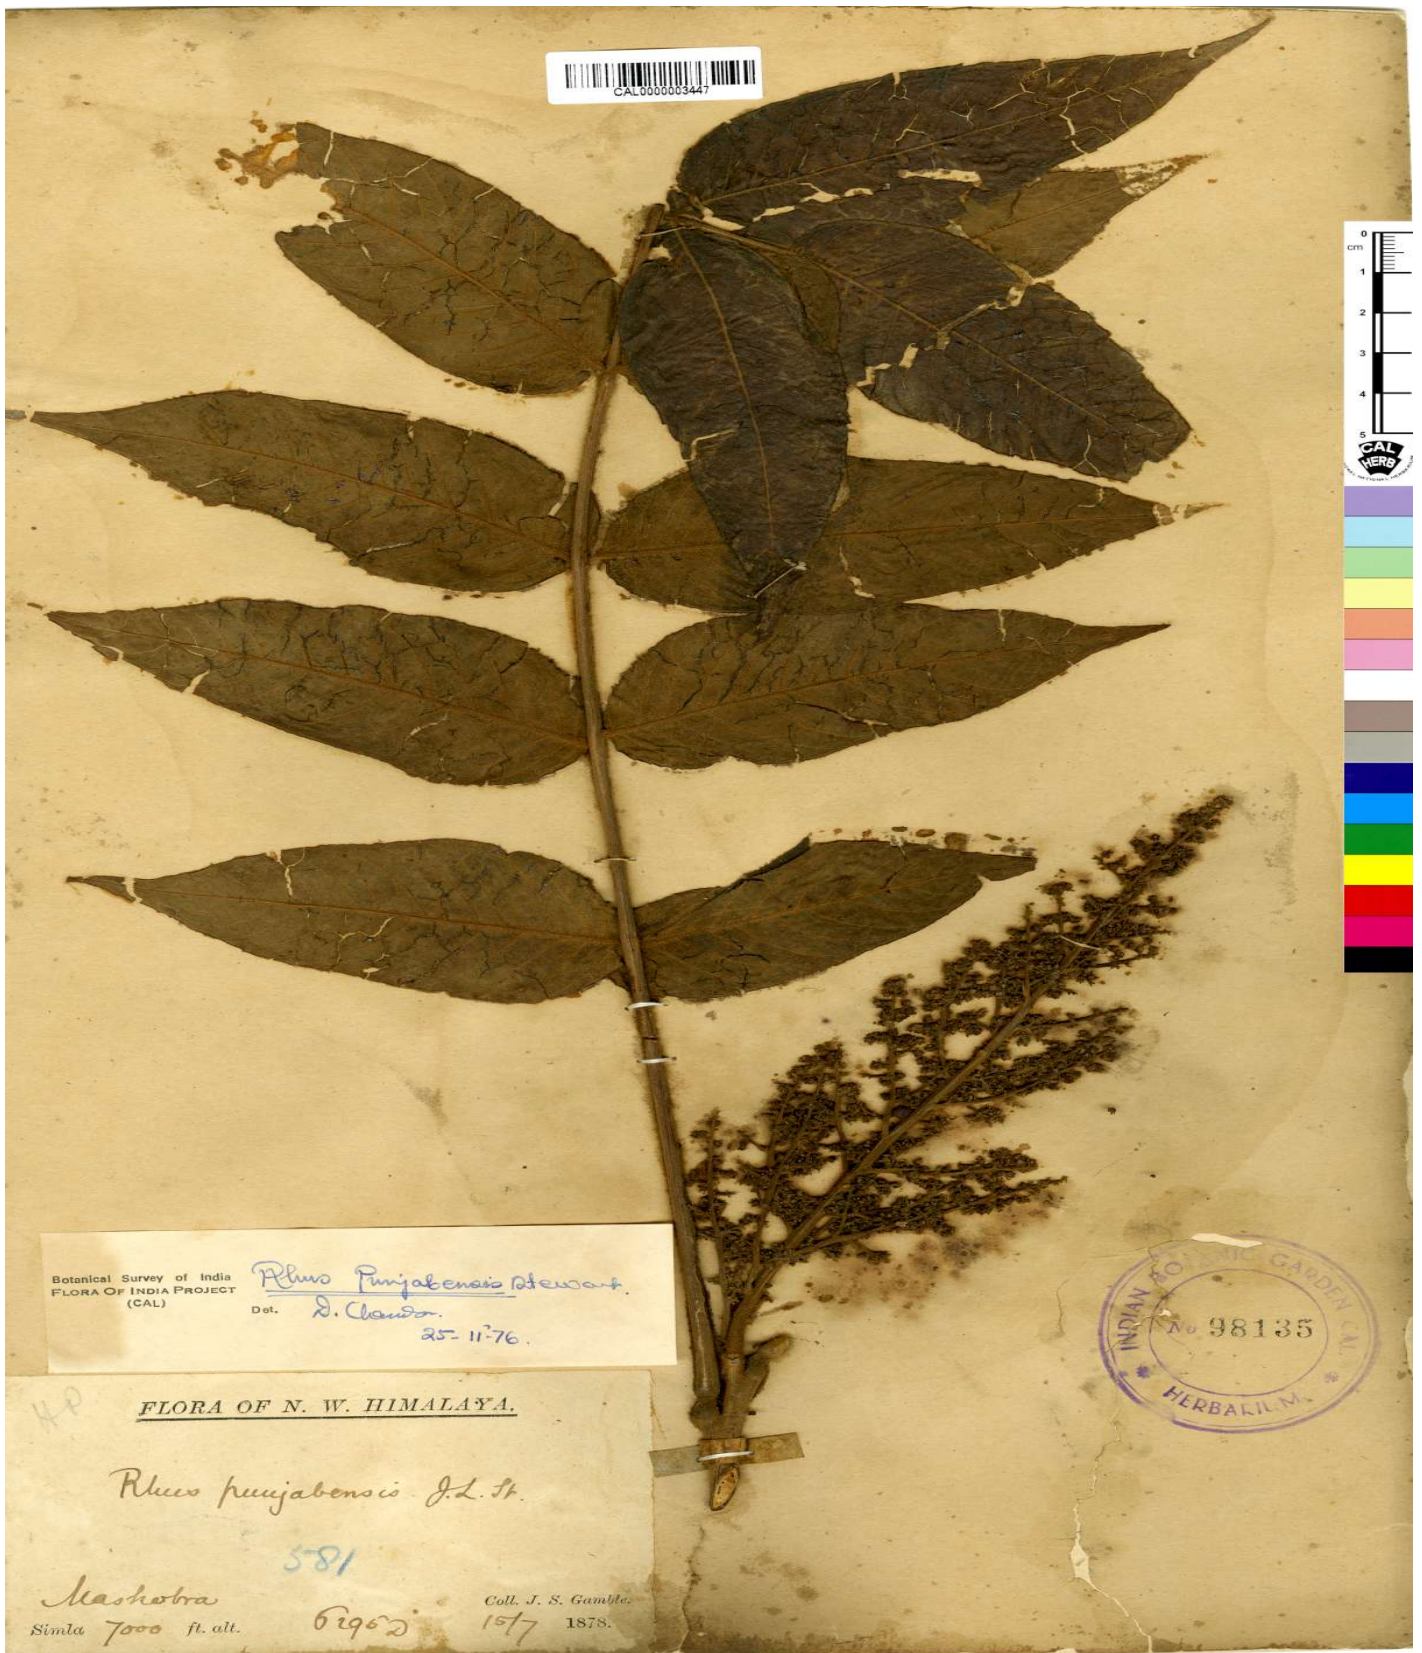 CAL0000003447
0
cm
1
2
3
4
5
CAL
HERB
Botanical Survey of India
FLORA OF INDIA PROJECT
(CAL)
Rhus Punjabensis Stewart.
Det. D. Chandra.
25-11-76.
INDIAN BOTANIC GARDEN CAL.
No 98135
HERBARIUM
HP
FLORA OF N. W. HIMALAYA.
Rhus punjabensis J. L. St.
581
Mashobra
Coll. J. S. Gamble.
Simla 7000 ft. alt. 6295D 15/7 1878.